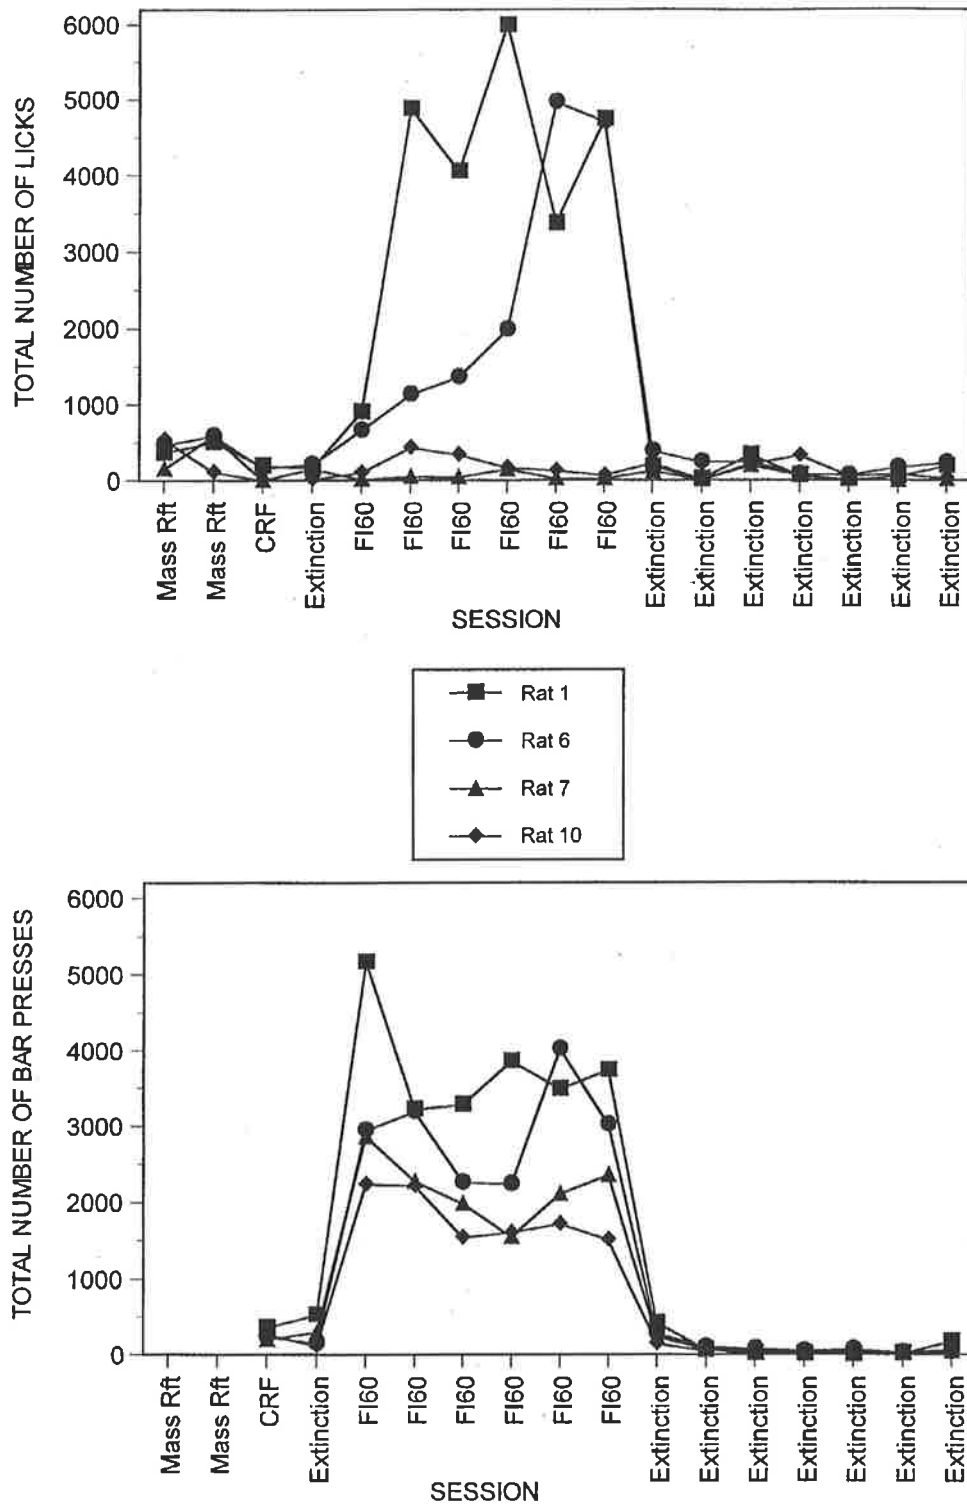 TOTAL NUMBER OF LICKS
6000
5000
4000
3000
2000
1000
0
Mass Rft
Mass Rft
CRF
Extinction
FI60
FI60
FI60
FI60
FI60
FI60
Extinction
Extinction
Extinction
Extinction
Extinction
Extinction
Extinction
SESSION
Rat 1
Rat 6
Rat 7
Rat 10
TOTAL NUMBER OF BAR PRESSES
6000
5000
4000
3000
2000
1000
0
Mass Rft
Mass Rft
CRF
Extinction
FI60
FI60
FI60
FI60
FI60
FI60
Extinction
Extinction
Extinction
Extinction
Extinction
Extinction
Extinction
SESSION